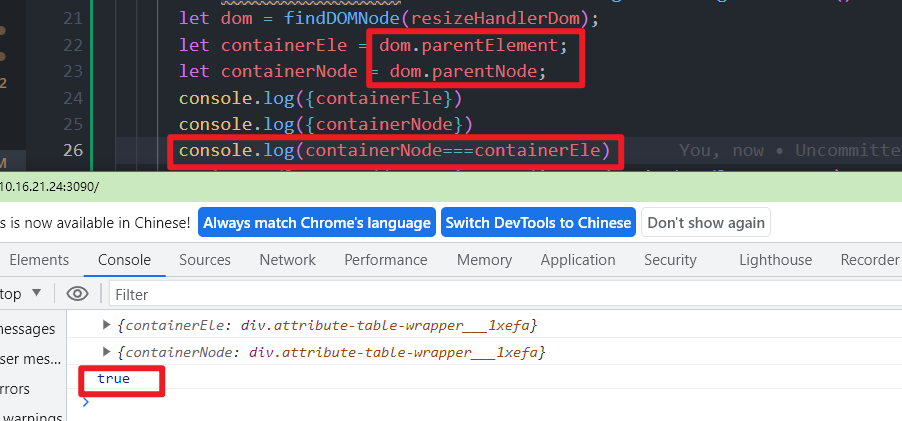 21 let dom = findDOMNode(resizeHandlerDom);
22 let containerEle = dom.parentElement;
23 let containerNode = dom.parentNode;
24 console.log({containerEle})
25 console.log({containerNode})
26 console.log(containerNode===containerEle) You, now • Uncommitte
2
M
10.16.21.24:3090/
s is now available in Chinese! Always match Chrome's language Switch DevTools to Chinese Don't show again
Elements Console Sources Network Performance Memory Application Security Lighthouse Recorder
top ▼ Filter
messages ▶ {containerEle: div.attribute-table-wrapper___1xefa}
ser mes... ▶ {containerNode: div.attribute-table-wrapper___1xefa}
rrors true
warnings >